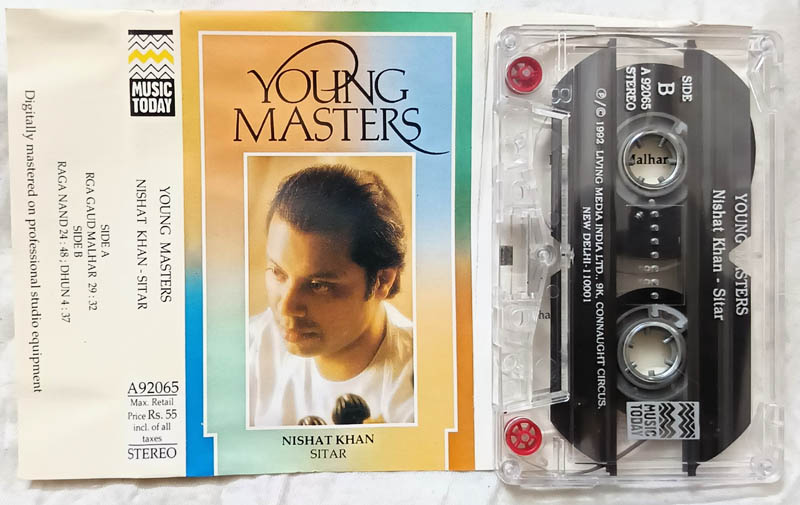 Digitally mastered on professional studio equipment
SIDE A
RGA GAUD MALHAR 29 : 32
SIDE B
RAGA NAND 24 : 48 ; DHUN 4 : 37
MUSIC
TODAY
YOUNG MASTERS
NISHAT KHAN - SITAR
A92065
Max. Retail
Price Rs. 55
incl. of all
taxes
STEREO
YOUNG
MASTERS
NISHAT KHAN
SITAR
B
SIDE
B
A 92065
STEREO
Malhar
℗/© 1992 LIVING MEDIA INDIA LTD., 9K, CONNAUGHT CIRCUS.
NEW DELHI-110001
YOUNG MASTERS
Nishat Khan - Sitar
MUSIC
TODAY